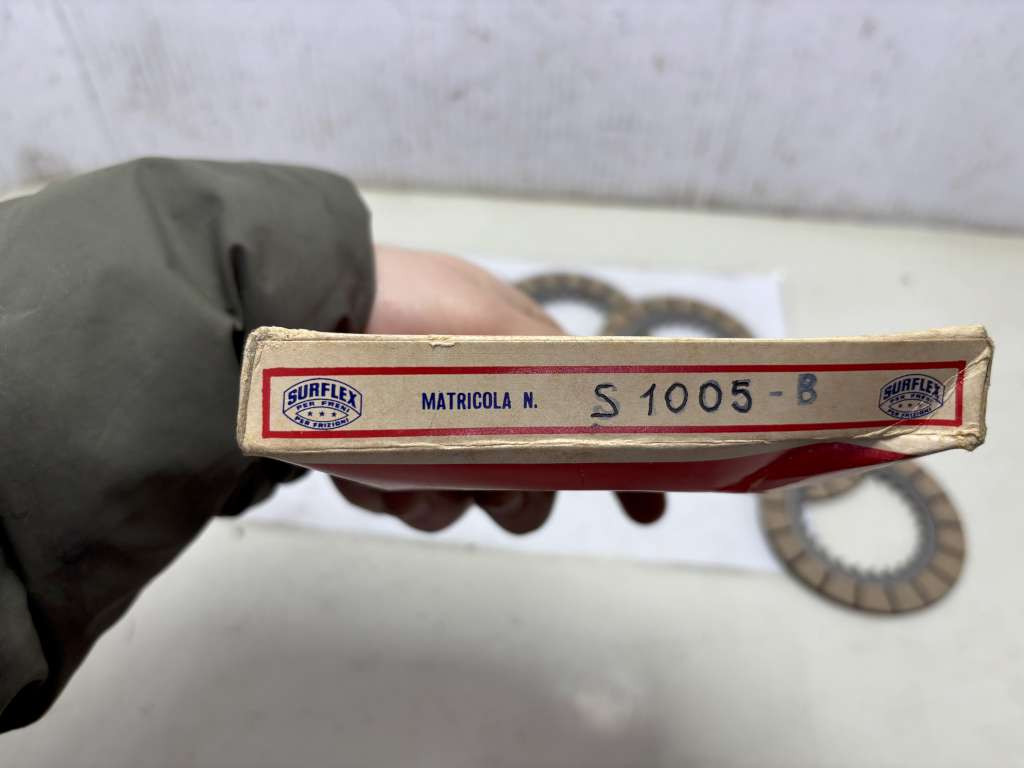 SURFLEX
PER FRENI
PER FRIZIONI
MATRICOLA N. S 1005-B
SURFLEX
PER FRENI
PER FRIZIONI